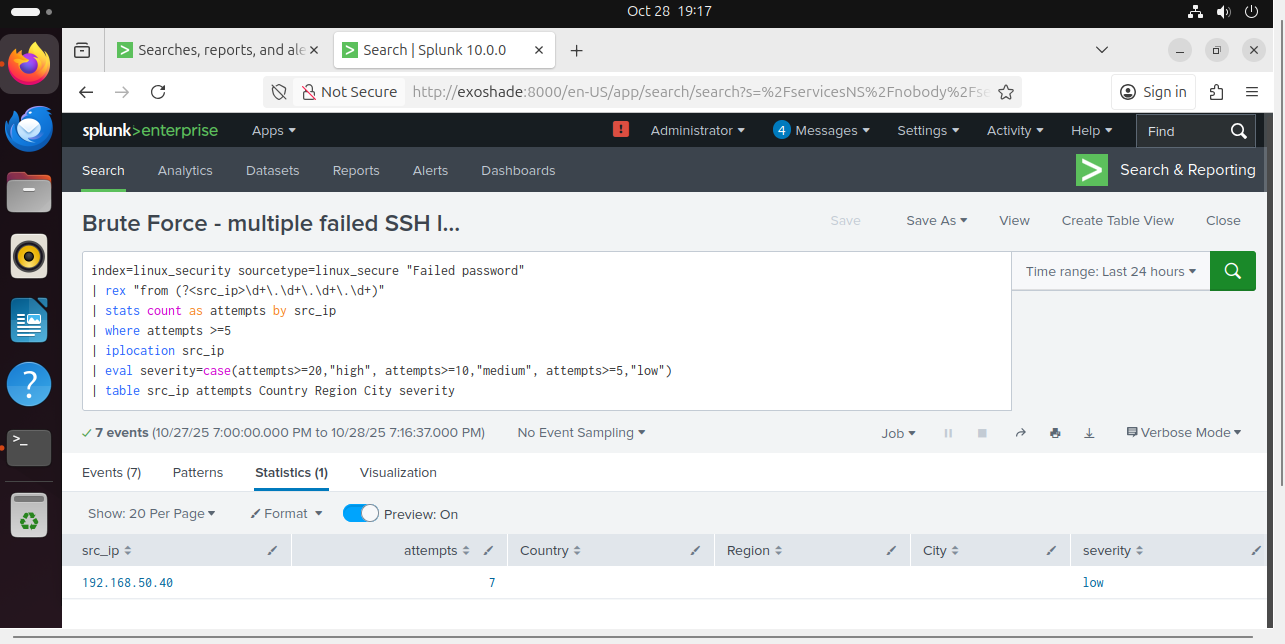 Oct 28 19:17
Searches, reports, and ale
Search | Splunk 10.0.0
Not Secure
http://exoshade:8000/en-US/app/search/search?s=%2FservicesNS%2Fnobody%2Fse
Sign in
splunk>enterprise
Apps
!
Administrator
4 Messages
Settings
Activity
Help
Find
Search
Analytics
Datasets
Reports
Alerts
Dashboards
> Search & Reporting
Brute Force - multiple failed SSH l...
Save
Save As
View
Create Table View
Close
index=linux_security sourcetype=linux_secure "Failed password"
| rex "from (?<src_ip>\d+\.\d+\.\d+\.\d+)"
| stats count as attempts by src_ip
| where attempts >=5
| iplocation src_ip
| eval severity=case(attempts>=20,"high", attempts>=10,"medium", attempts>=5,"low")
| table src_ip attempts Country Region City severity
Time range: Last 24 hours
✓ 7 events (10/27/25 7:00:00.000 PM to 10/28/25 7:16:37.000 PM)
No Event Sampling
Job
Verbose Mode
Events (7)
Patterns
Statistics (1)
Visualization
Show: 20 Per Page
Format
Preview: On
src_ip
attempts
Country
Region
City
severity
192.168.50.40
7
low